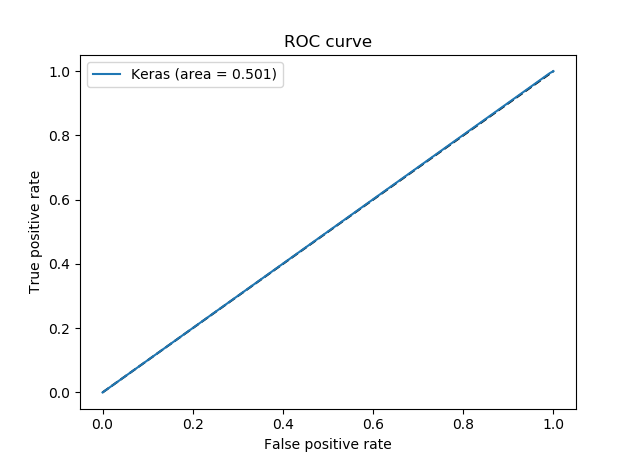 ROC curve
Keras (area = 0.501)
1.0
0.8
0.6
0.4
0.2
0.0
True positive rate
0.0 0.2 0.4 0.6 0.8 1.0
False positive rate